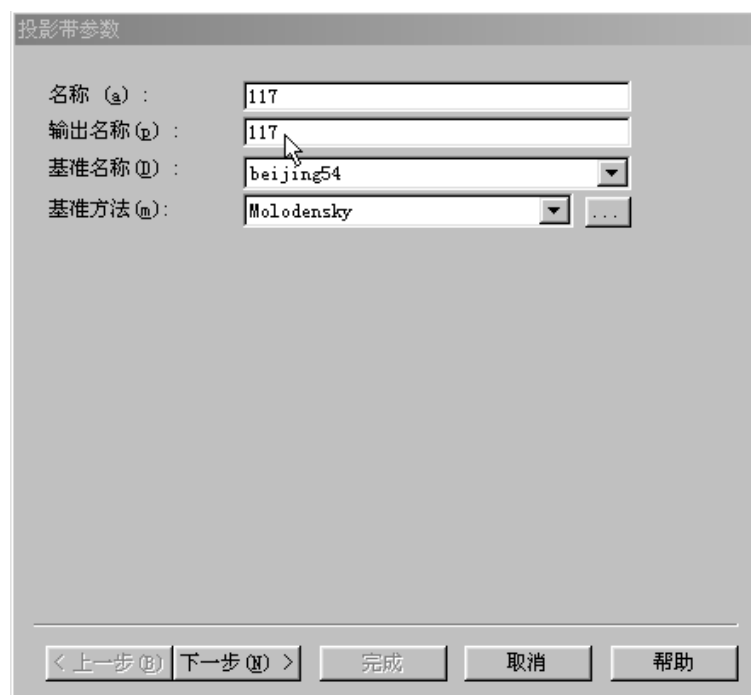 投影带参数
名称 (a) : 117
输出名称(p) : 117
基准名称(D) : beijing54
基准方法(m): Molodensky ...
< 上一步(B) 下一步(N) > 完成 取消 帮助